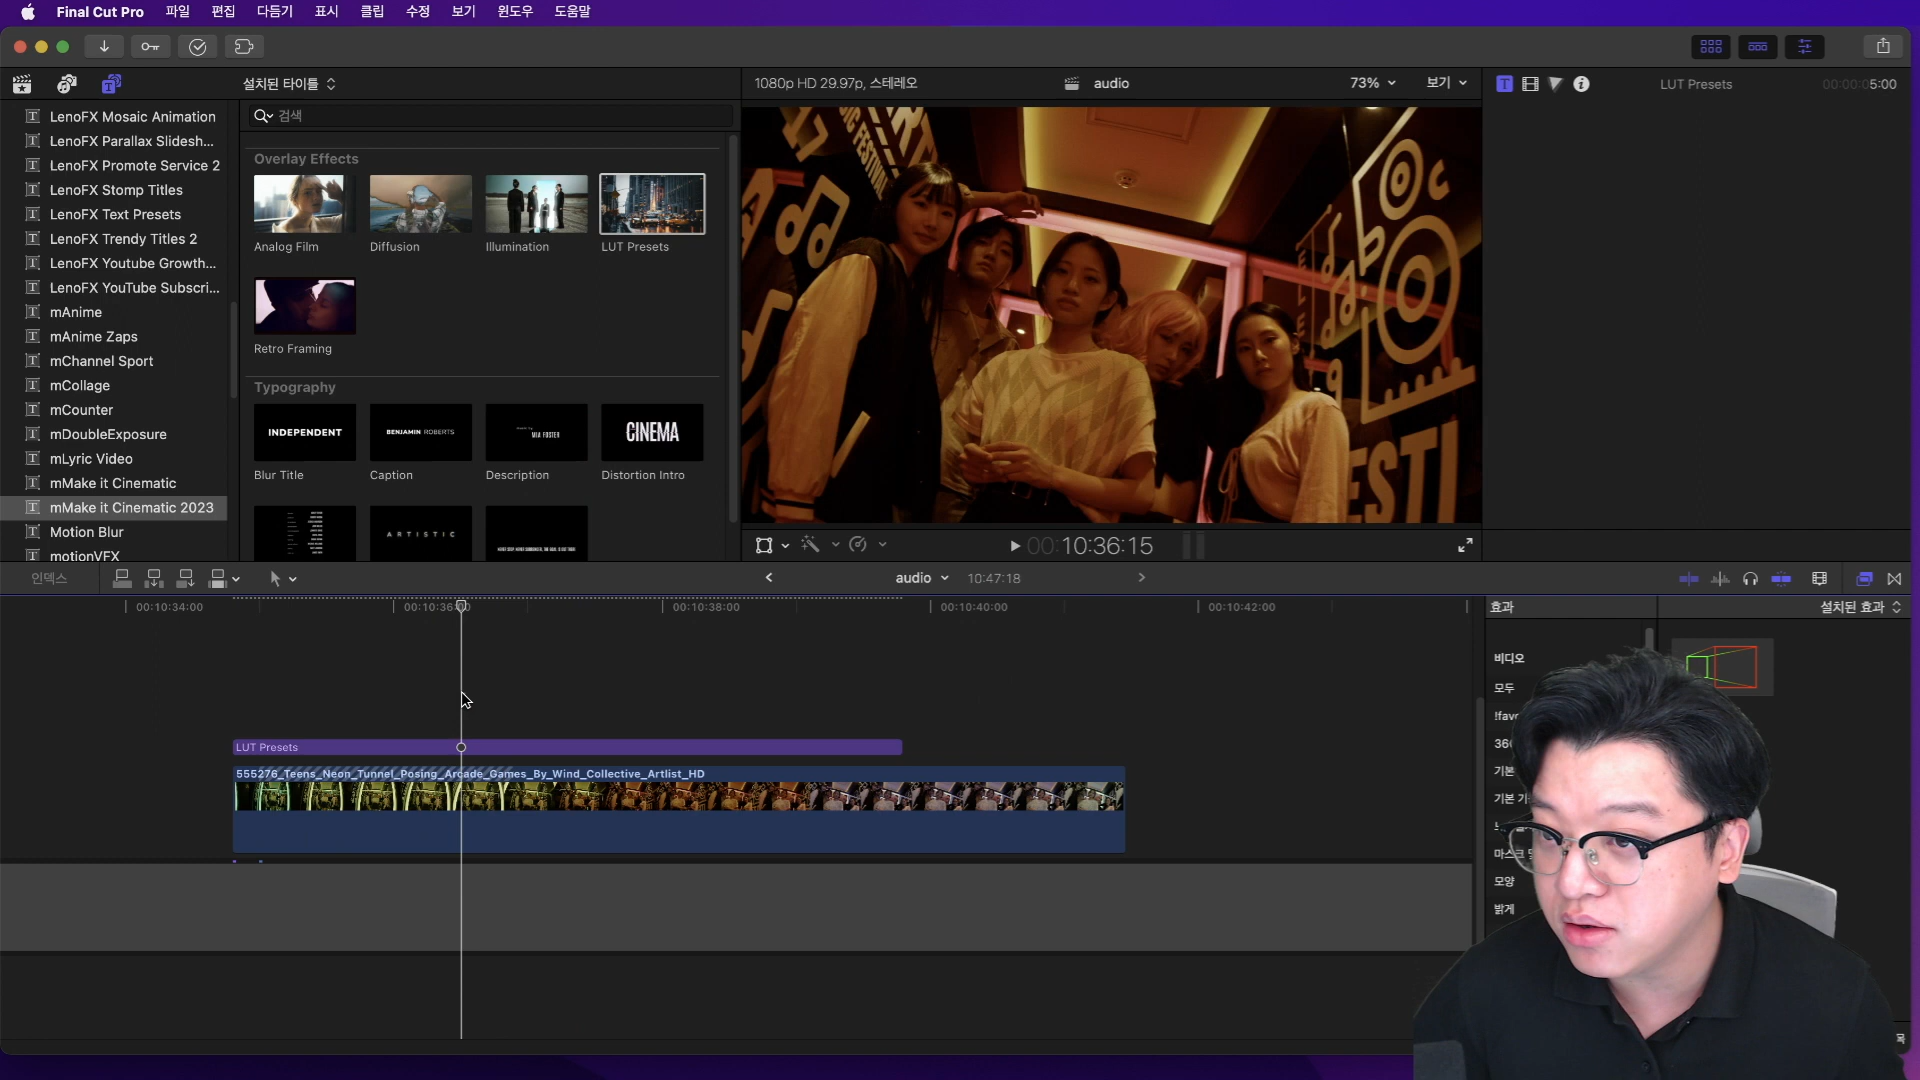 Final Cut Pro 파일 편집 다듬기 표시 클립 수정 보기 윈도우 도움말
설치된 타이틀
1080p HD 29.97p, 스테레오
audio
73%
보기
LUT Presets
00:00:05:00
LenoFX Mosaic Animation
LenoFX Parallax Slidesh...
LenoFX Promote Service 2
LenoFX Stomp Titles
LenoFX Text Presets
LenoFX Trendy Titles 2
LenoFX Youtube Growth...
LenoFX YouTube Subscri...
mAnime
mAnime Zaps
mChannel Sport
mCollage
mCounter
mDoubleExposure
mLyric Video
mMake it Cinematic
mMake it Cinematic 2023
Motion Blur
motionVFX
검색
Overlay Effects
Analog Film
Diffusion
Illumination
LUT Presets
Retro Framing
Typography
INDEPENDENT
BENJAMIN ROBERTS
MIA FOSTER
CINEMA
Blur Title
Caption
Description
Distortion Intro
ARTISTIC
FESTIVAL
ESTI
00:10:36:15
인덱스
audio
10:47:18
00:10:34:00
00:10:36:00
00:10:38:00
00:10:40:00
00:10:42:00
LUT Presets
555276_Teens_Neon_Tunnel_Posing_Arcade_Games_By_Wind_Collective_Artlist_HD
효과
설치된 효과
비디오
모두
!favo
360
기본
기본 기
마스크 및
모양
밝게
목